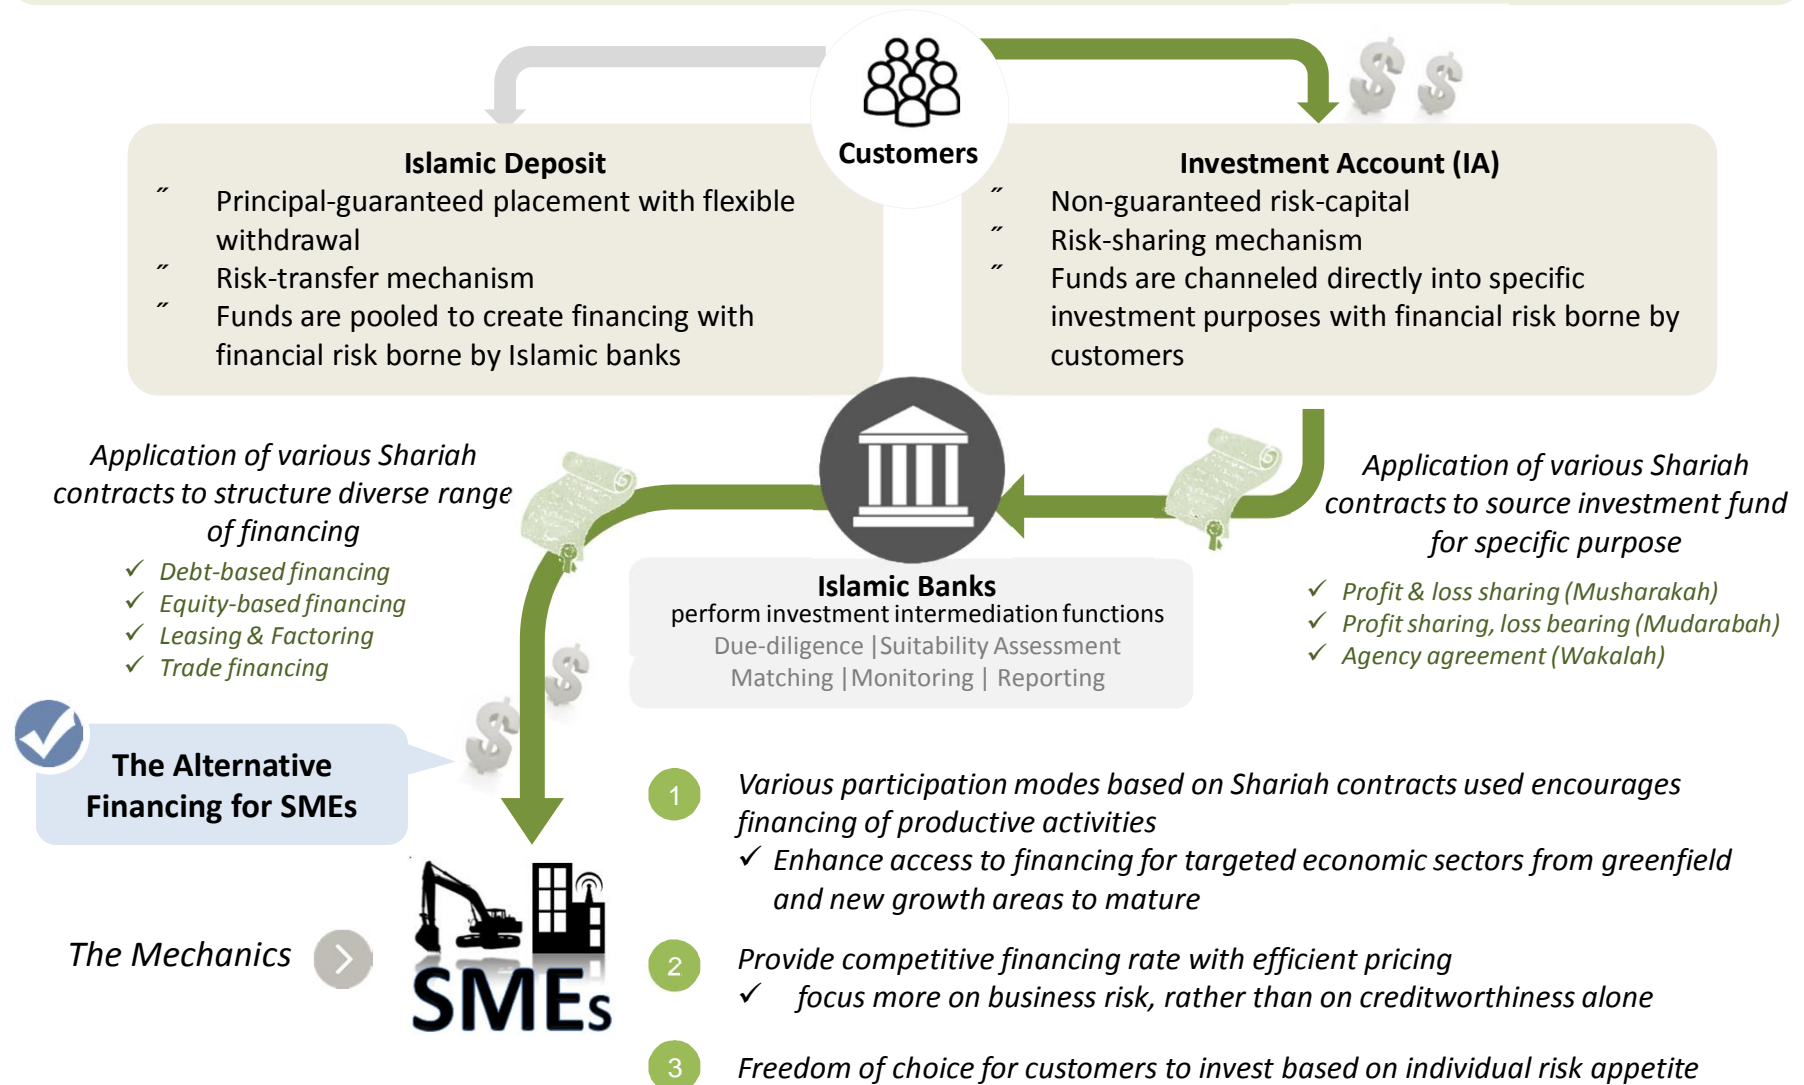 Customers
Islamic Deposit
˝ Principal-guaranteed placement with flexible
withdrawal
˝ Risk-transfer mechanism
˝ Funds are pooled to create financing with
financial risk borne by Islamic banks
Investment Account (IA)
˝ Non-guaranteed risk-capital
˝ Risk-sharing mechanism
˝ Funds are channeled directly into specific
investment purposes with financial risk borne by
customers
Application of various Shariah
contracts to structure diverse range
of financing
✓ Debt-based financing
✓ Equity-based financing
✓ Leasing & Factoring
✓ Trade financing
Islamic Banks
perform investment intermediation functions
Due-diligence |Suitability Assessment
Matching |Monitoring | Reporting
Application of various Shariah
contracts to source investment fund
for specific purpose
✓ Profit & loss sharing (Musharakah)
✓ Profit sharing, loss bearing (Mudarabah)
✓ Agency agreement (Wakalah)
The Alternative
Financing for SMEs
The Mechanics
SMEs
1 Various participation modes based on Shariah contracts used encourages
financing of productive activities
✓ Enhance access to financing for targeted economic sectors from greenfield
and new growth areas to mature
2 Provide competitive financing rate with efficient pricing
✓ focus more on business risk, rather than on creditworthiness alone
3 Freedom of choice for customers to invest based on individual risk appetite